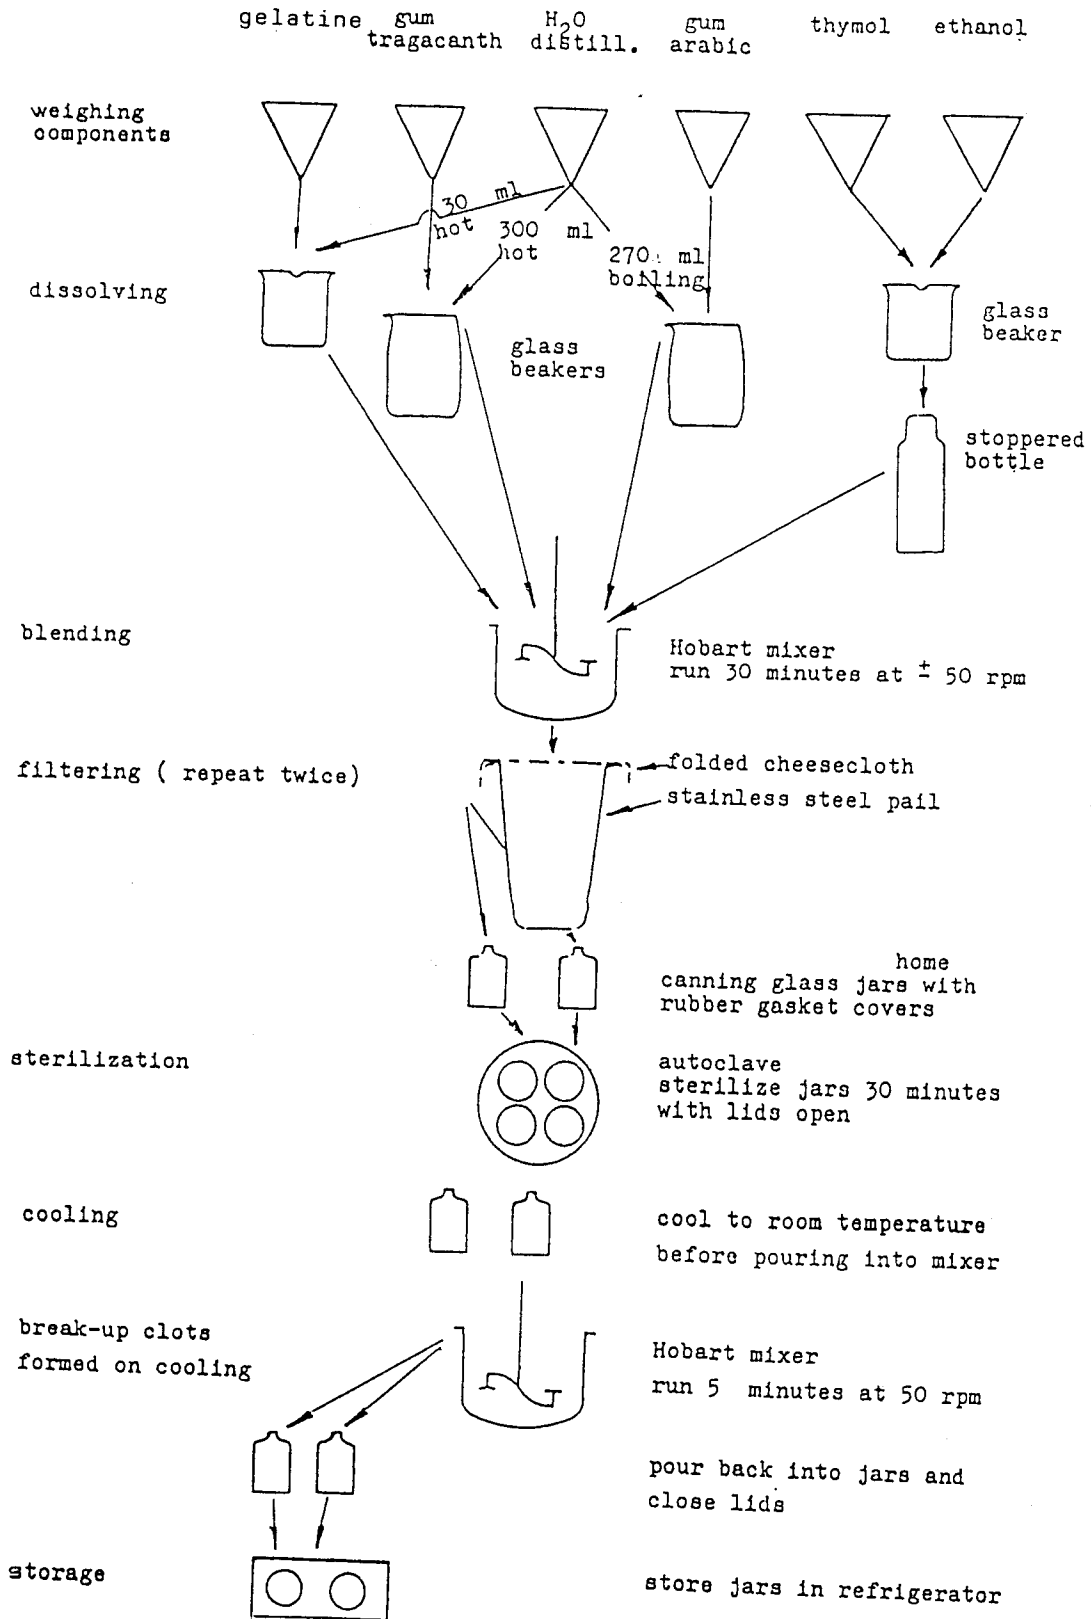 gelatine gum H2O gum thymol ethanol
tragacanth distill. arabic
weighing
components
30 ml
hot
300 ml
hot
270 ml
boiling
dissolving
glass
beakers
glass
beaker
stoppered
bottle
blending
Hobart mixer
run 30 minutes at ± 50 rpm
filtering ( repeat twice)
folded cheesecloth
stainless steel pail
home
canning glass jars with
rubber gasket covers
sterilization
autoclave
sterilize jars 30 minutes
with lids open
cooling
cool to room temperature
before pouring into mixer
break-up clots
formed on cooling
Hobart mixer
run 5 minutes at 50 rpm
pour back into jars and
close lids
storage
store jars in refrigerator